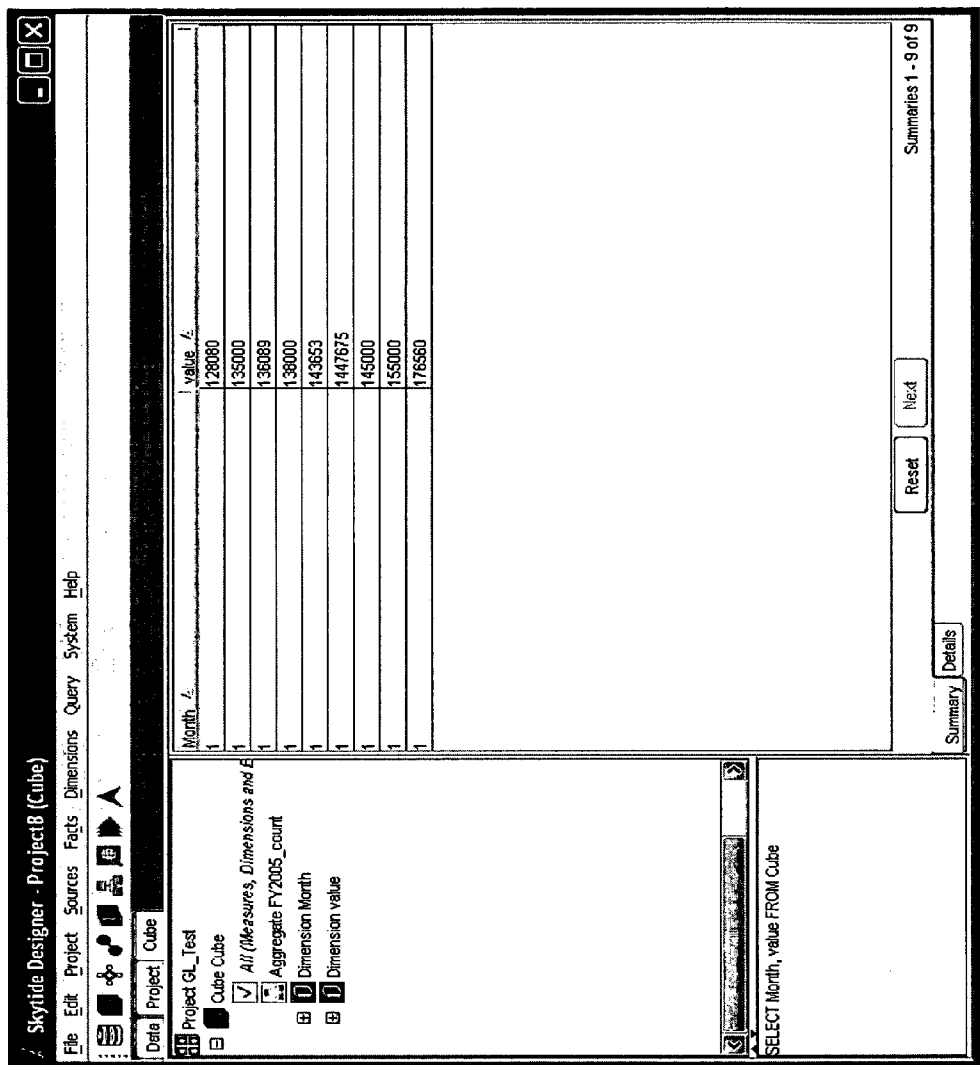 Skytide Designer - Project8 (Cube)
File Edit Project Sources Facts Dimensions Query System Help
Data Project Cube
Project GL_Test
Cube Cube
All (Measures, Dimensions and E
Aggregate FY2005_count
Dimension Month
Dimension value
SELECT Month, value FROM Cube
Month value
1 128080
1 135000
1 136089
1 138000
1 143653
1 1447675
1 145000
1 155000
1 176560
Reset Next Summaries 1 - 9 of 9
Summary Details